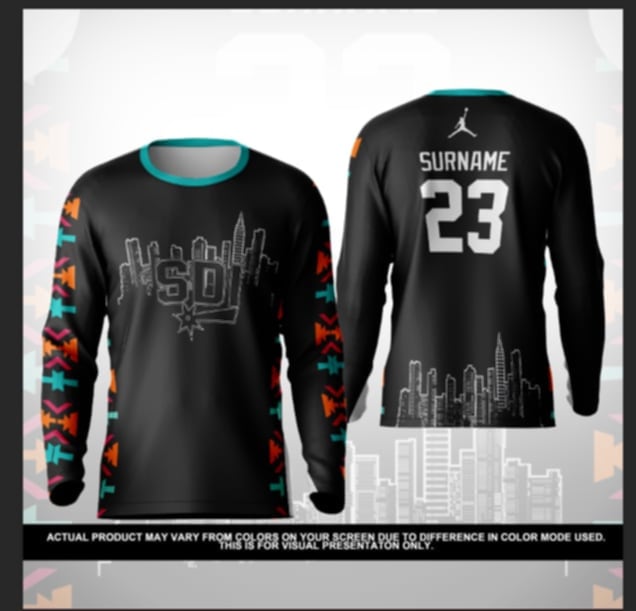 SDI
SURNAME
23
ACTUAL PRODUCT MAY VARY FROM COLORS ON YOUR SCREEN DUE TO DIFFERENCE IN COLOR MODE USED.
THIS IS FOR VISUAL PRESENTATON ONLY.